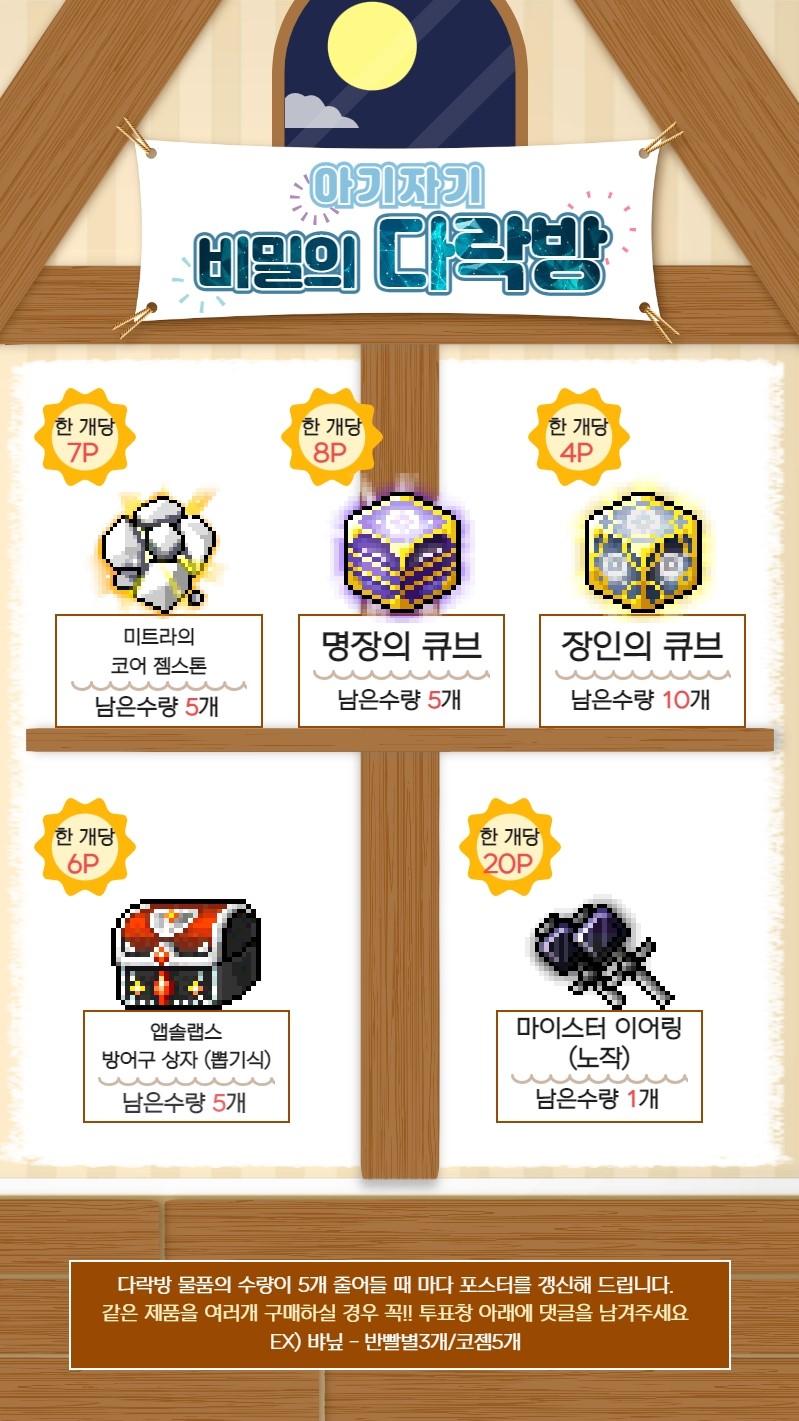 아기자기
비밀의 다락방
한 개당
7P
한 개당
8P
한 개당
4P
미트라의
코어 젬스톤
남은수량 5개
명장의 큐브
남은수량 5개
장인의 큐브
남은수량 10개
한 개당
6P
한 개당
20P
앱솔랩스
방어구 상자 (뽑기식)
남은수량 5개
마이스터 이어링
(노작)
남은수량 1개
다락방 물품의 수량이 5개 줄어들 때 마다 포스터를 갱신해 드립니다.
같은 제품을 여러개 구매하실 경우 꼭!! 투표창 아래에 댓글을 남겨주세요
EX) 뱌닢 - 반빨별3개/코젬5개